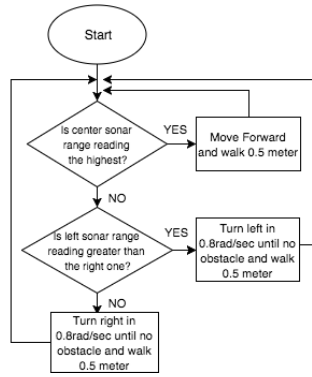 Start
Is center sonar
range reading
the highest?
YES
Move Forward
and walk 0.5 meter
NO
Is left sonar range
reading greater than
the right one?
YES
Turn left in
0.8rad/sec until no
obstacle and walk
0.5 meter
NO
Turn right in
0.8rad/sec until no
obstacle and walk
0.5 meter